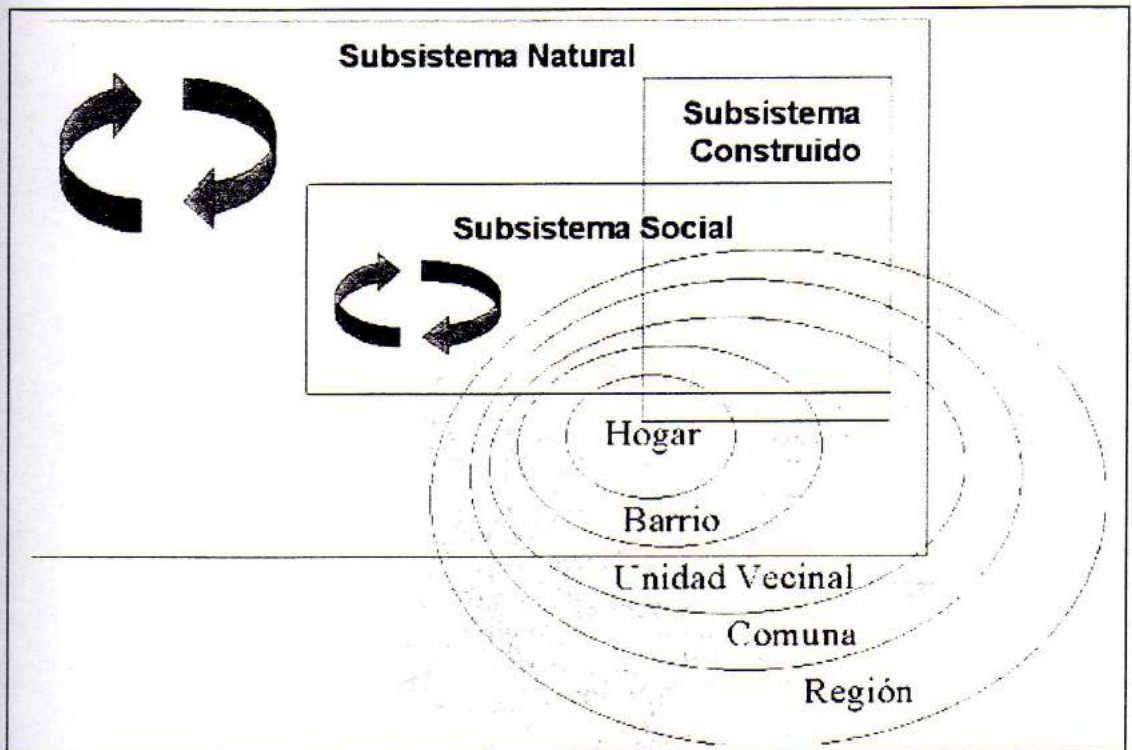 Subsistema Natural
Subsistema
Construido
Subsistema Social
Hogar
Barrio
Unidad Vecinal
Comuna
Región